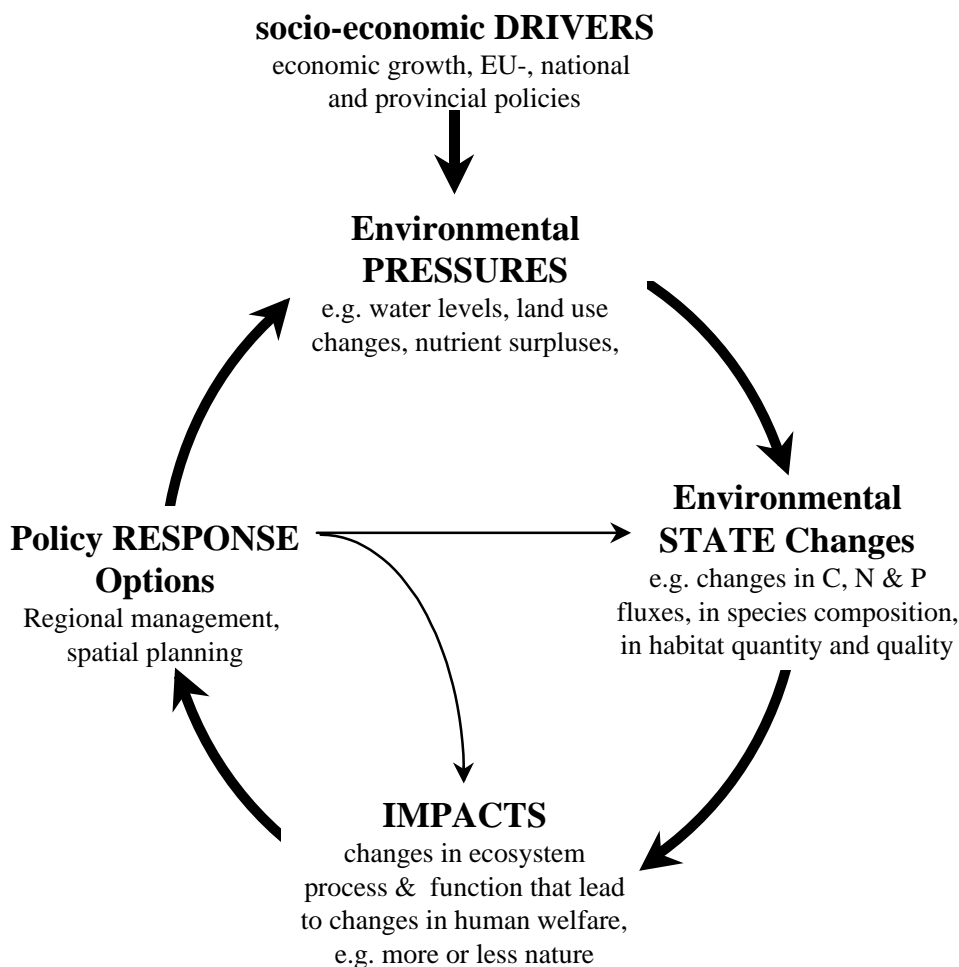 socio-economic DRIVERS
economic growth, EU-, national
and provincial policies
Environmental
PRESSURES
e.g. water levels, land use
changes, nutrient surpluses,
Environmental
STATE Changes
e.g. changes in C, N & P
fluxes, in species composition,
in habitat quantity and quality
Policy RESPONSE
Options
Regional management,
spatial planning
IMPACTS
changes in ecosystem
process &  function that lead
to changes in human welfare,
e.g. more or less nature